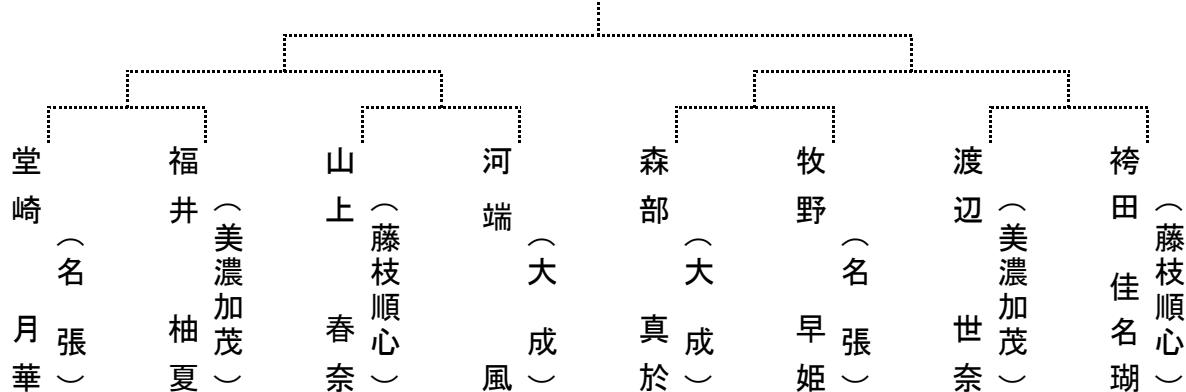 堂崎 月華
（名張）
福井 柚夏
（美濃加茂）
山上 春奈
（藤枝順心）
河端 風
（大成）
森部 真於
（大成）
牧野 早姫
（名張）
渡辺 世奈
（美濃加茂）
袴田 佳名瑚
（藤枝順心）